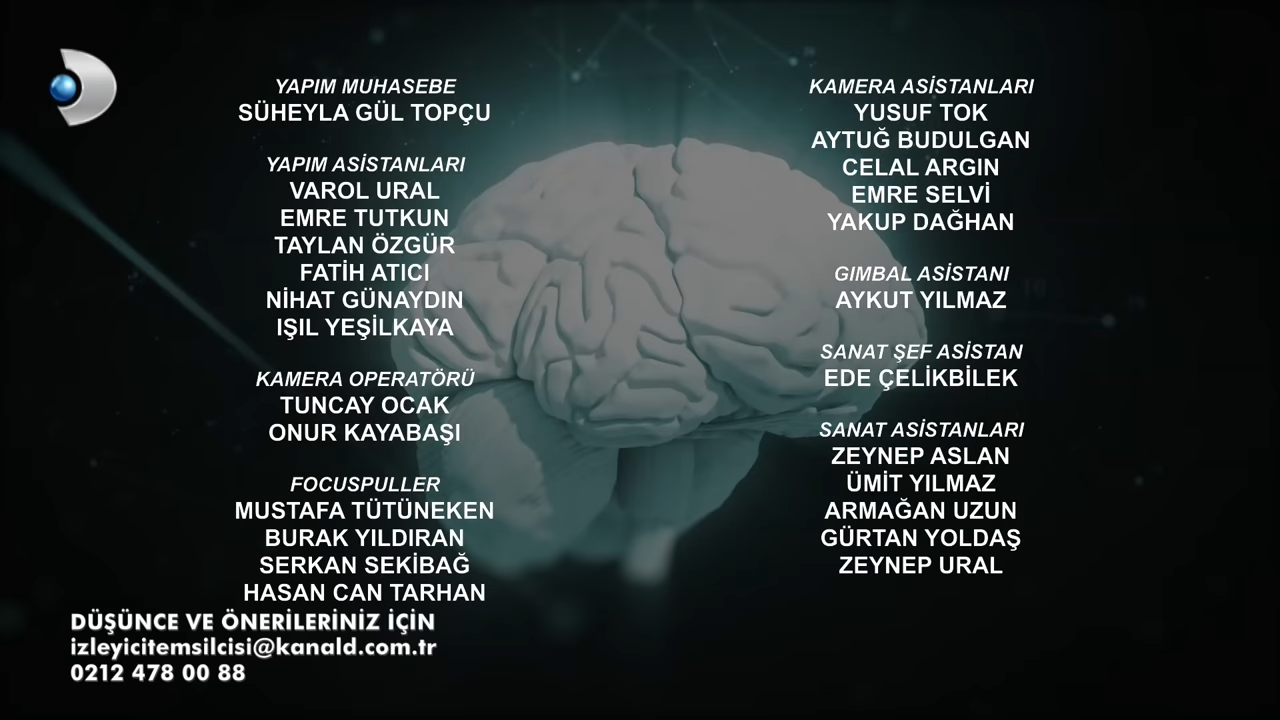 YAPIM MUHASEBE
SÜHEYLA GÜL TOPÇU
YAPIM ASİSTANLARI
VAROL URAL
EMRE TUTKUN
TAYLAN ÖZGÜR
FATİH ATICI
NİHAT GÜNAYDIN
IŞIL YEŞİLKAYA
KAMERA OPERATÖRÜ
TUNCAY OCAK
ONUR KAYABAŞI
FOCUSPULLER
MUSTAFA TÜTÜNEKEN
BURAK YILDIRAN
SERKAN SEKİBAĞ
HASAN CAN TARHAN
KAMERA ASİSTANLARI
YUSUF TOK
AYTUĞ BUDULGAN
CELAL ARGIN
EMRE SELVİ
YAKUP DAĞHAN
GIMBAL ASİSTANI
AYKUT YILMAZ
SANAT ŞEF ASİSTAN
EDE ÇELİKBİLEK
SANAT ASİSTANLARI
ZEYNEP ASLAN
ÜMİT YILMAZ
ARMAĞAN UZUN
GÜRTAN YOLDAŞ
ZEYNEP URAL
DÜŞÜNCE VE ÖNERİLERİNİZ İÇİN
izleyicitemsilcisi@kanald.com.tr
0212 478 00 88